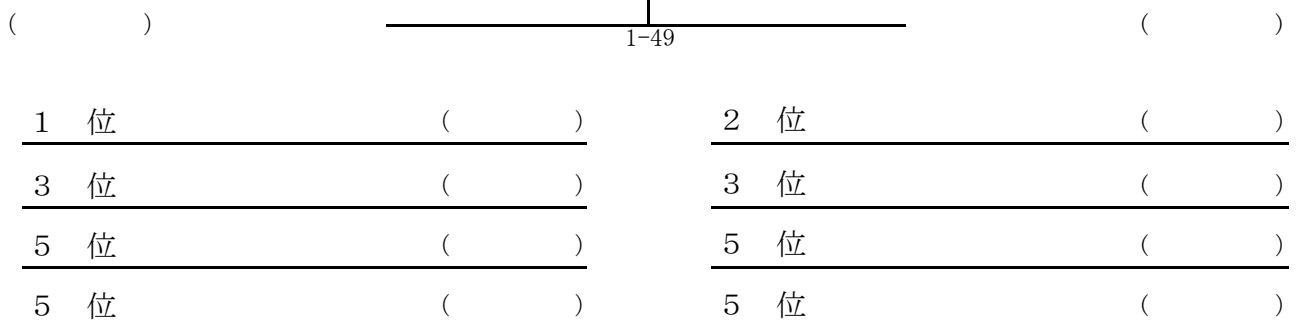 (　　　) (　　　)
1-49
１　位 (　　　) ２　位 (　　　)
３　位 (　　　) ３　位 (　　　)
５　位 (　　　) ５　位 (　　　)
５　位 (　　　) ５　位 (　　　)